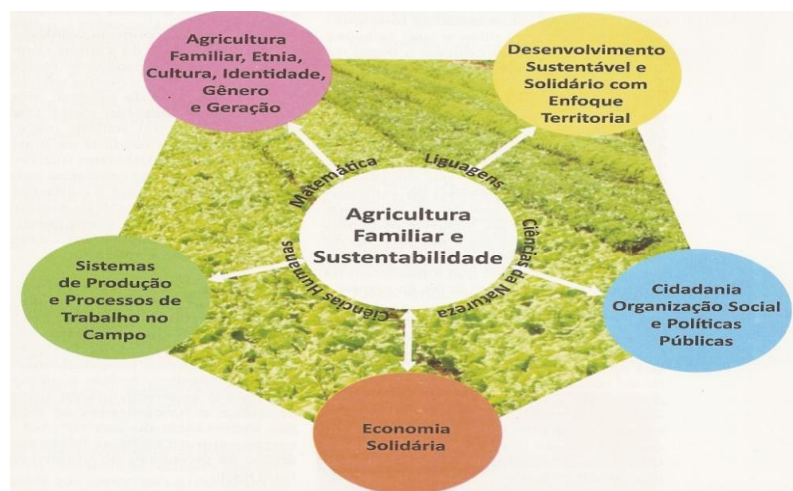 Agricultura
Familiar, Etnia,
Cultura, Identidade,
Gênero
e Geração
Desenvolvimento
Sustentável e
Solidário com
Enfoque
Territorial
Matemática
Liguagens
Agricultura
Familiar e
Sustentabilidade
Ciências Humanas
Ciências da Natureza
Sistemas
de Produção
e Processos de
Trabalho no
Campo
Cidadania
Organização Social
e Políticas
Públicas
Economia
Solidária